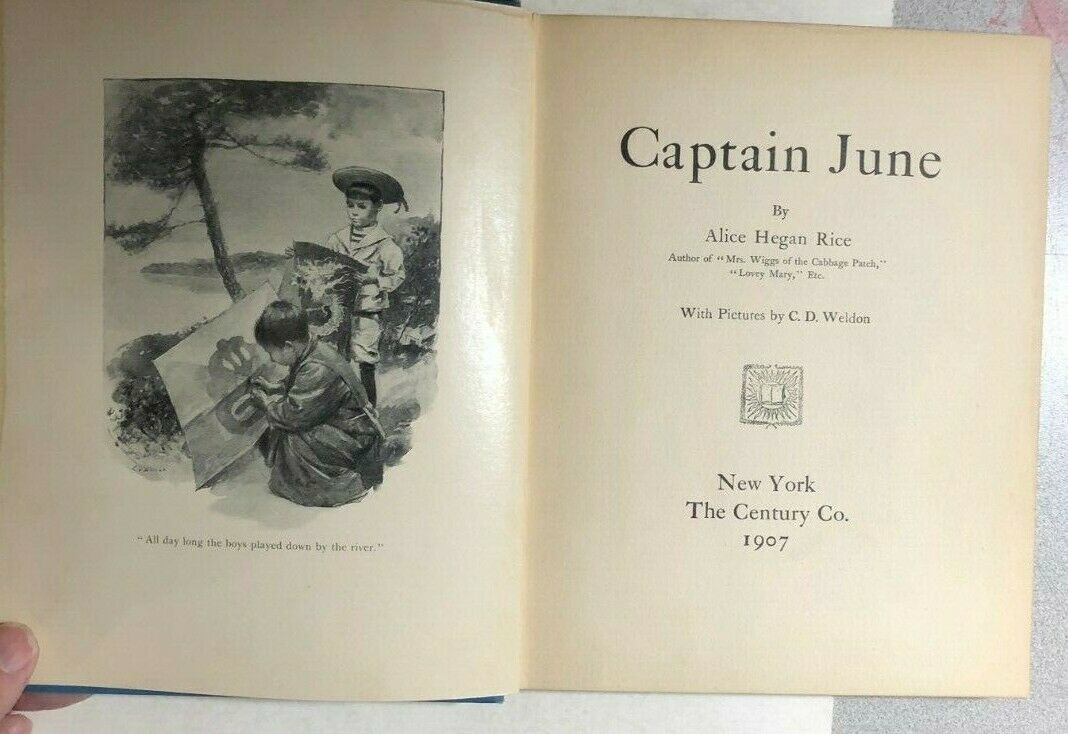 "All day long the boys played down by the river."
Captain June
By
Alice Hegan Rice
Author of "Mrs. Wiggs of the Cabbage Patch,"
"Lovey Mary," Etc.
With Pictures by C. D. Weldon
New York
The Century Co.
1907